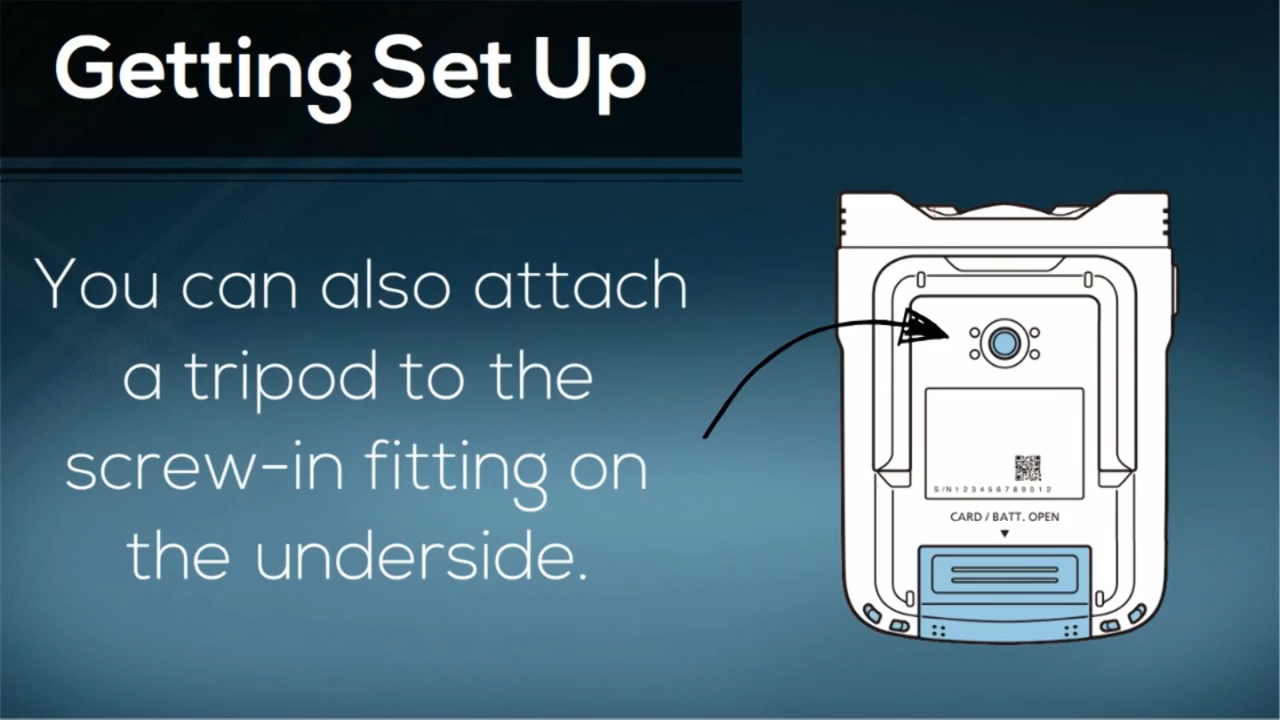 Getting Set Up
You can also attach
a tripod to the
screw-in fitting on
the underside.
S/N123456789012
CARD / BATT. OPEN